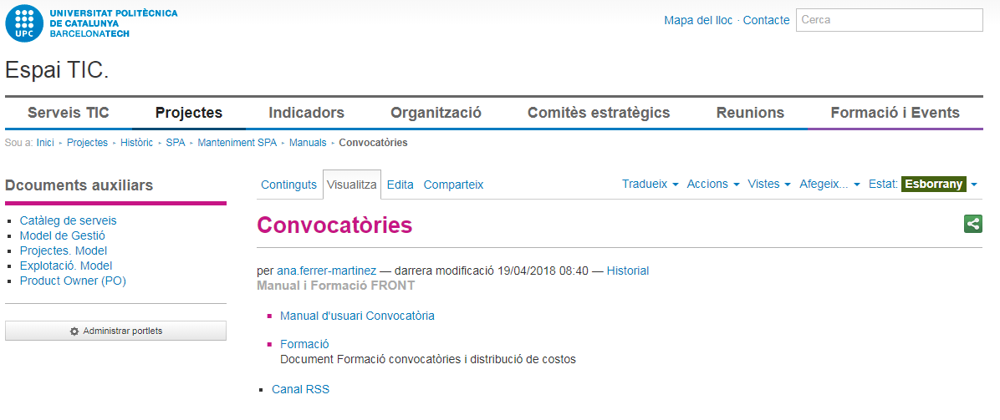 UNIVERSITAT POLITÈCNICA
DE CATALUNYA
BARCELONATECH
UPC
Mapa del lloc · Contacte
Cerca
Espai TIC.
Serveis TIC Projectes Indicadors Organització Comitès estratègics Reunions Formació i Events
Sou a: Inici ▸ Projectes ▸ Històric ▸ SPA ▸ Manteniment SPA ▸ Manuals ▸ Convocatòries
Dcouments auxiliars
Catàleg de serveis
Model de Gestió
Projectes. Model
Explotació. Model
Product Owner (PO)
Administrar portlets
Continguts Visualitza Edita Comparteix
Tradueix Accions Vistes Afegeix... Estat: Esborrany
Convocatòries
per ana.ferrer-martinez — darrera modificació 19/04/2018 08:40 — Historial
Manual i Formació FRONT
Manual d'usuari Convocatòria
Formació
Document Formació convocatòries i distribució de costos
Canal RSS